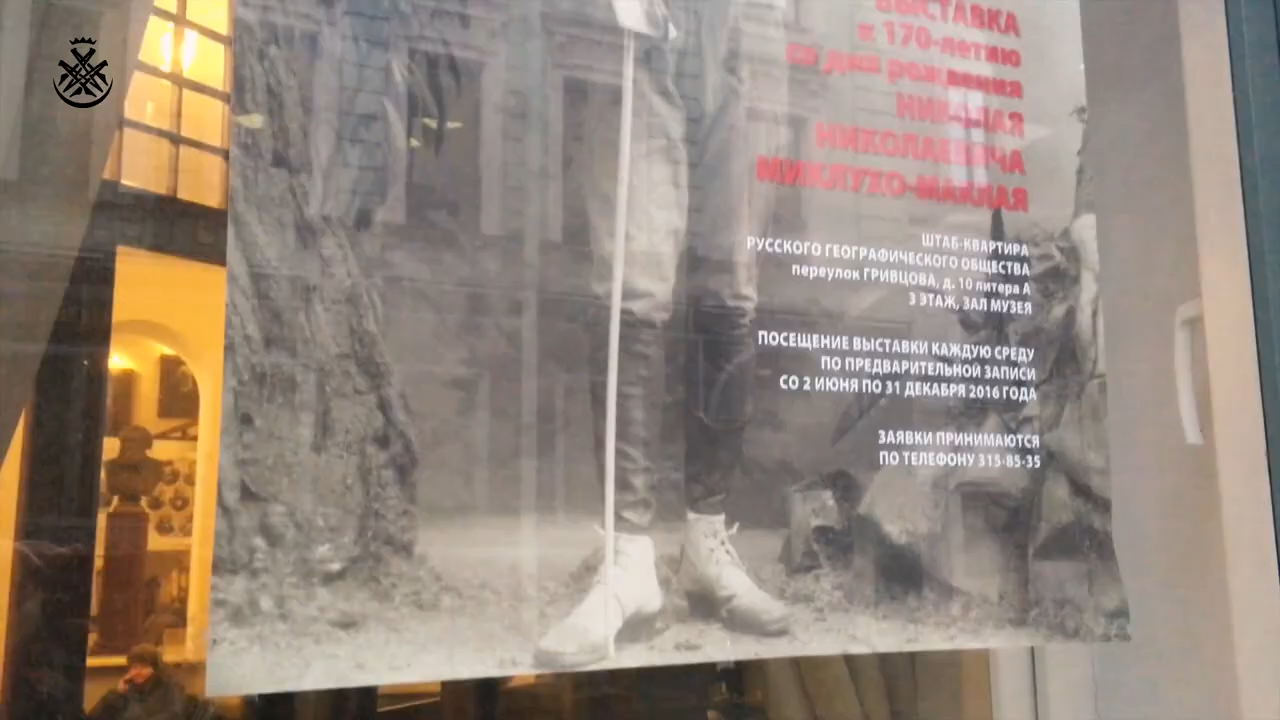 ВЫСТАВКА
к 170-летию
со дня рождения
НИКОЛАЯ
НИКОЛАЕВИЧА
МИКЛУХО-МАКЛАЯ
ШТАБ-КВАРТИРА
РУССКОГО ГЕОГРАФИЧЕСКОГО ОБЩЕСТВА
переулок ГРИВЦОВА, д. 10 литера А
3 ЭТАЖ, ЗАЛ МУЗЕЯ
ПОСЕЩЕНИЕ ВЫСТАВКИ КАЖДУЮ СРЕДУ
ПО ПРЕДВАРИТЕЛЬНОЙ ЗАПИСИ
СО 2 ИЮНЯ ПО 31 ДЕКАБРЯ 2016 ГОДА
ЗАЯВКИ ПРИНИМАЮТСЯ
ПО ТЕЛЕФОНУ 315-85-35